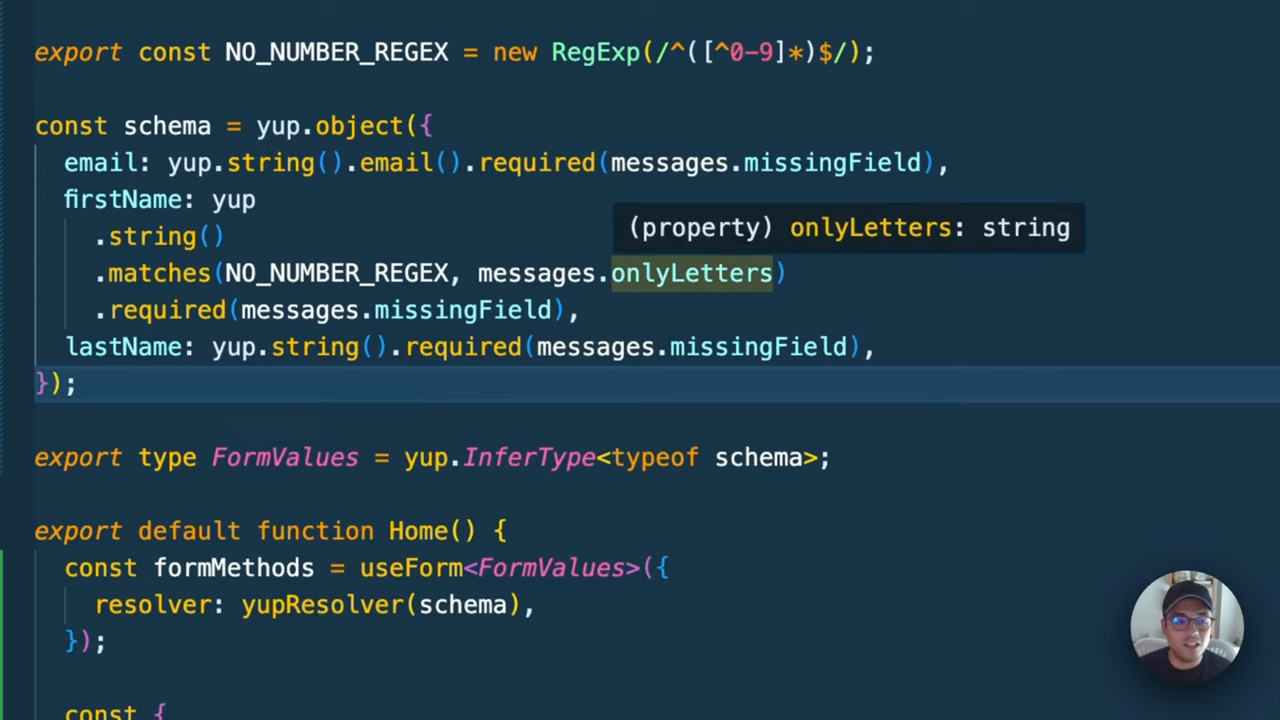 export const NO_NUMBER_REGEX = new RegExp(/^([^0-9]*)$/);
const schema = yup.object({
email: yup.string().email().required(messages.missingField),
firstName: yup
(property) onlyLetters: string
.string()
.matches(NO_NUMBER_REGEX, messages.onlyLetters)
.required(messages.missingField),
lastName: yup.string().required(messages.missingField),
});
export type FormValues = yup.InferType<typeof schema>;
export default function Home() {
const formMethods = useForm<FormValues>({
resolver: yupResolver(schema),
});
const {